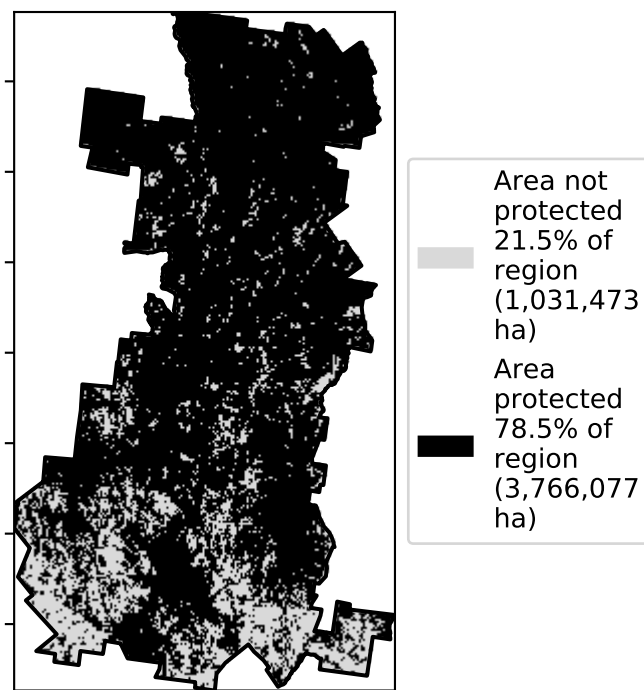 Area not
protected
21.5% of
region
(1,031,473
ha)
Area
protected
78.5% of
region
(3,766,077
ha)